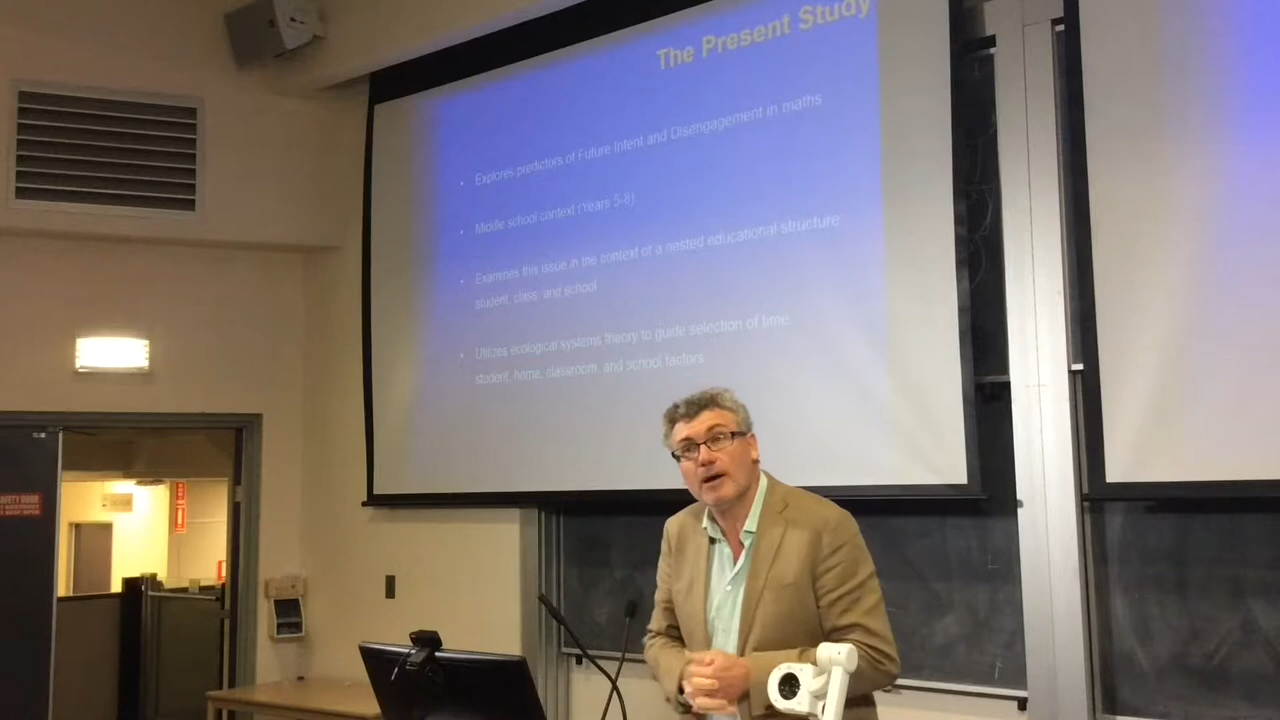 The Present Study
• Explores predictors of Future Intent and Disengagement in maths
• Middle school context (Years 5-8)
• Examines this issue in the context of a nested educational structure:
student, class, and school
• Utilizes ecological systems theory to guide selection of time,
student, home, classroom, and school factors
SAFETY DOOR